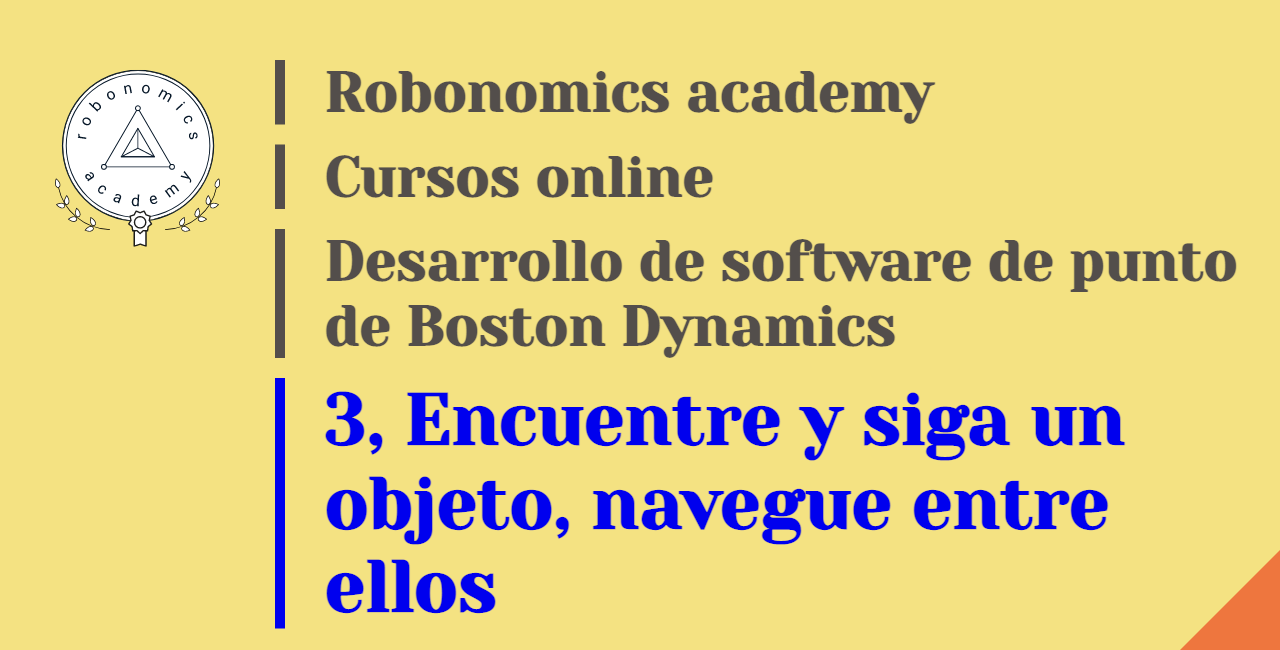 robonomics
academy
Robonomics academy
Cursos online
Desarrollo de software de punto
de Boston Dynamics
3, Encuentre y siga un
objeto, navegue entre
ellos